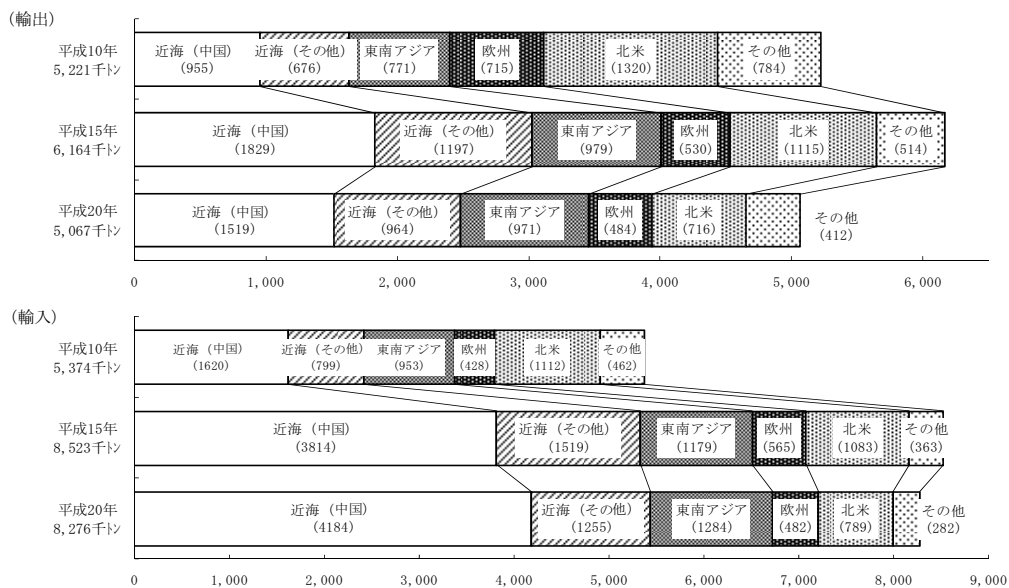 (輸出)
平成10年
5,221千トン
近海 (中国)
(955)
近海 (その他)
(676)
東南アジア
(771)
欧州
(715)
北米
(1320)
その他
(784)
平成15年
6,164千トン
近海 (中国)
(1829)
近海 (その他)
(1197)
東南アジア
(979)
欧州
(530)
北米
(1115)
その他
(514)
平成20年
5,067千トン
近海 (中国)
(1519)
近海 (その他)
(964)
東南アジア
(971)
欧州
(484)
北米
(716)
その他
(412)
0 1,000 2,000 3,000 4,000 5,000 6,000
(輸入)
平成10年
5,374千トン
近海 (中国)
(1620)
近海 (その他)
(799)
東南アジア
(953)
欧州
(428)
北米
(1112)
その他
(462)
平成15年
8,523千トン
近海 (中国)
(3814)
近海 (その他)
(1519)
東南アジア
(1179)
欧州
(565)
北米
(1083)
その他
(363)
平成20年
8,276千トン
近海 (中国)
(4184)
近海 (その他)
(1255)
東南アジア
(1284)
欧州
(482)
北米
(789)
その他
(282)
0 1,000 2,000 3,000 4,000 5,000 6,000 7,000 8,000 9,000